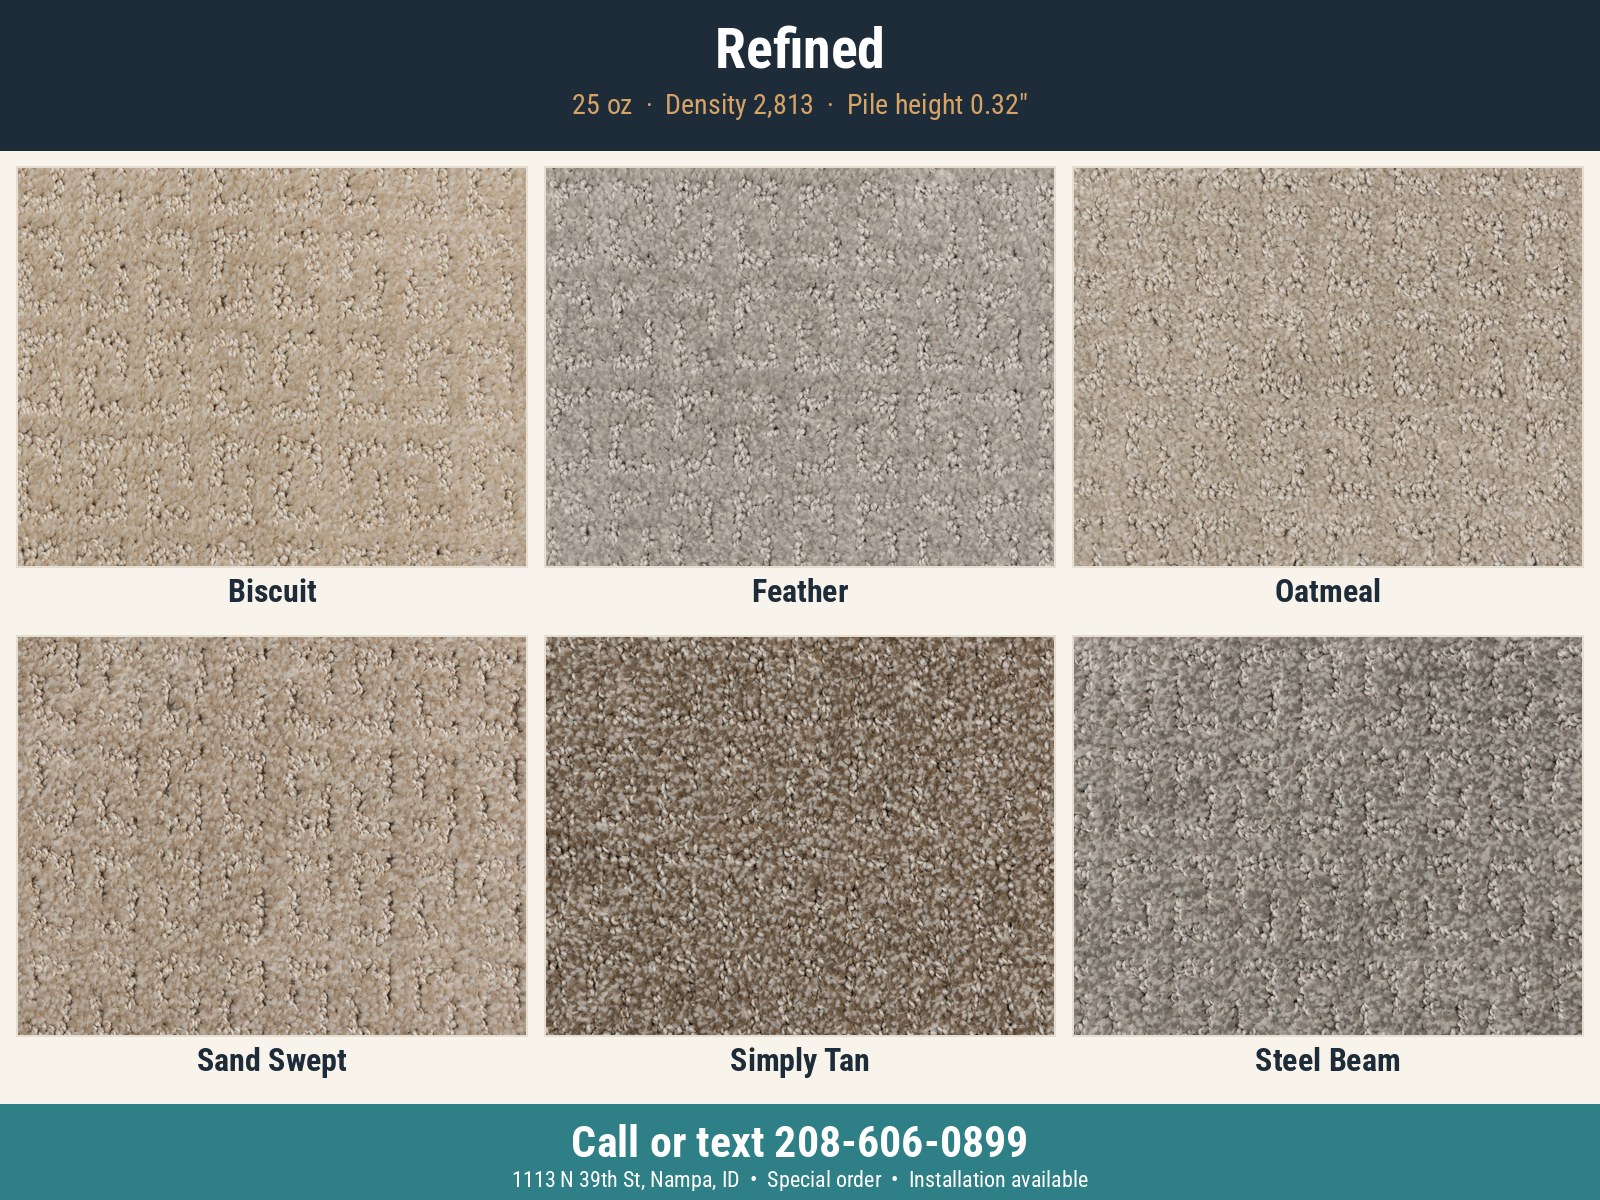 Refined
25 oz · Density 2,813 · Pile height 0.32"
Biscuit
Feather
Oatmeal
Sand Swept
Simply Tan
Steel Beam
Call or text 208-606-0899
1113 N 39th St, Nampa, ID • Special order • Installation available